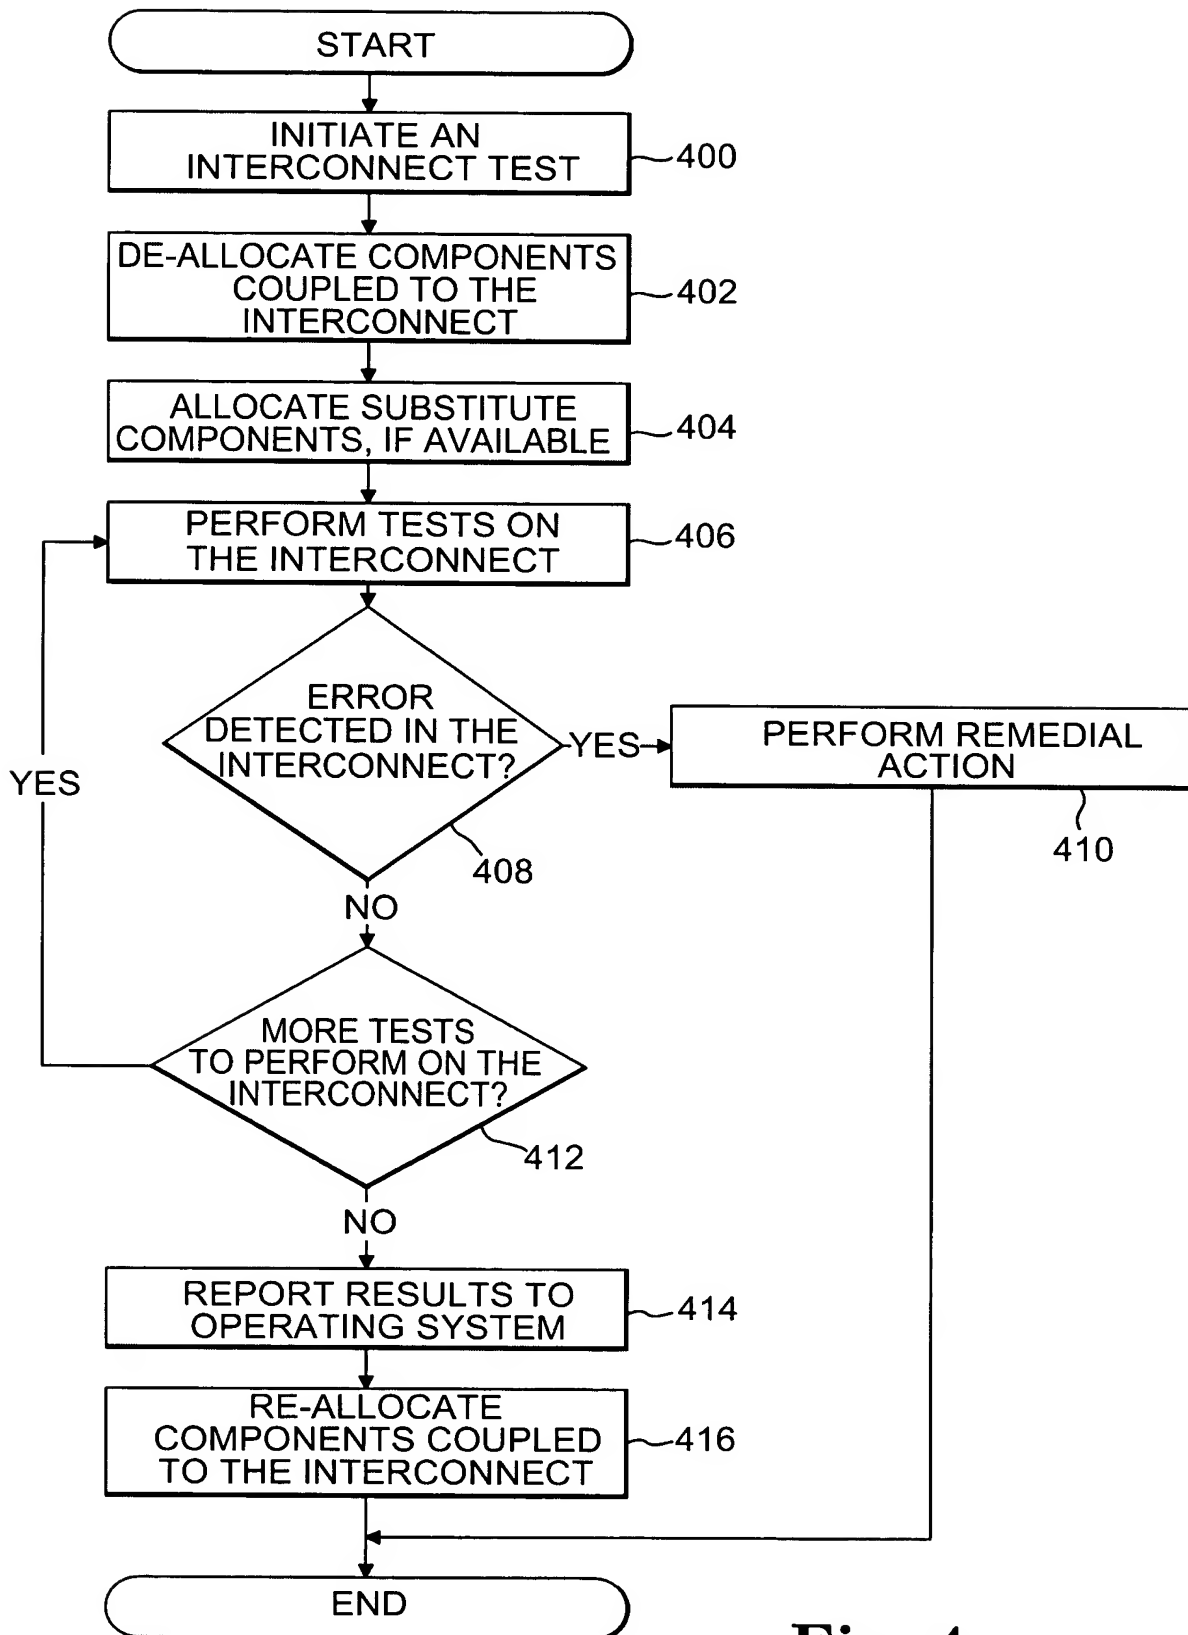 START
INITIATE AN
INTERCONNECT TEST
400
DE-ALLOCATE COMPONENTS
COUPLED TO THE
INTERCONNECT
402
ALLOCATE SUBSTITUTE
COMPONENTS, IF AVAILABLE
404
PERFORM TESTS ON
THE INTERCONNECT
406
ERROR
DETECTED IN THE
INTERCONNECT?
408
YES
PERFORM REMEDIAL
ACTION
410
YES
NO
MORE TESTS
TO PERFORM ON THE
INTERCONNECT?
412
NO
REPORT RESULTS TO
OPERATING SYSTEM
414
RE-ALLOCATE
COMPONENTS COUPLED
TO THE INTERCONNECT
416
END